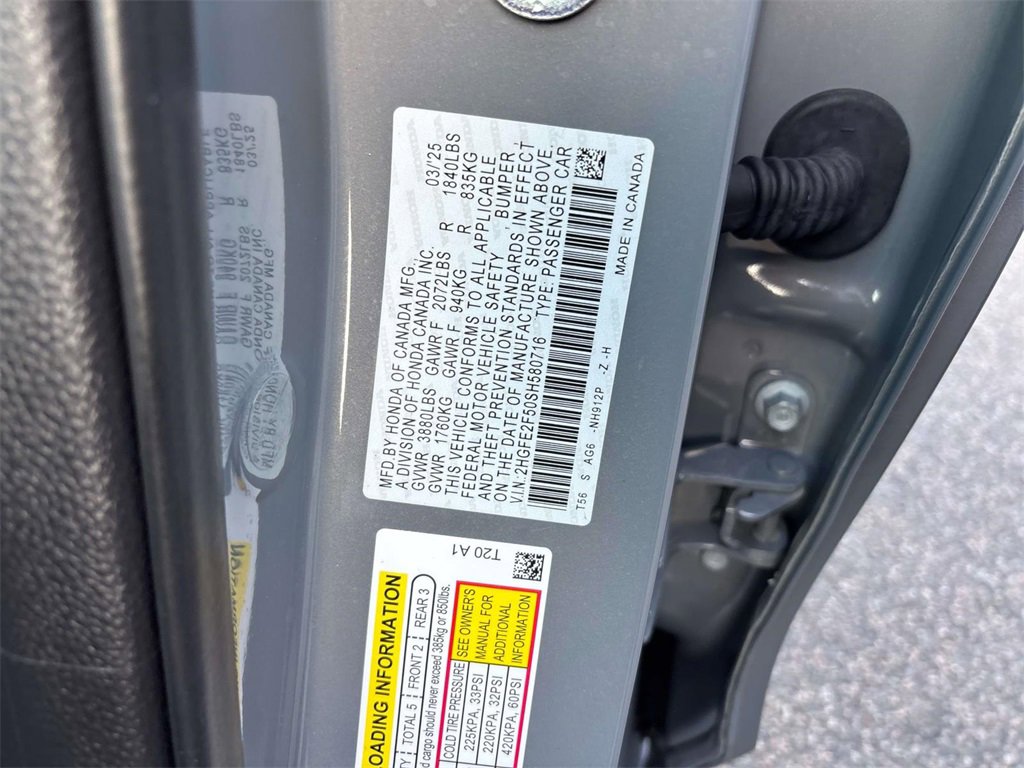 MFD.BY HONDA OF CANADA MFG.,
A DIVISION OF HONDA CANADA INC. 03/'25
GVWR 3880LBS GAWR F 2072LBS R 1840LBS
GVWR 1760KG GAWR F 940KG R 835KG
THIS VEHICLE CONFORMS TO ALL APPLICABLE
FEDERAL MOTOR VEHICLE SAFETY, BUMPER,
AND THEFT PREVENTION STANDARDS IN EFFECT
ON THE DATE OF MANUFACTURE SHOWN ABOVE.
V.I.N.:2HGFE2F50SH580716 TYPE:PASSENGER CAR
T56 S AG6 -NH912P -Z -H MADE IN CANADA
T20 A1
LOADING INFORMATION
TOTAL 5 FRONT 2 REAR 3
cargo should never exceed 385kg or 850lbs.
COLD TIRE PRESSURE
225KPA, 33PSI
220KPA, 32PSI
420KPA, 60PSI
SEE OWNER'S
MANUAL FOR
ADDITIONAL
INFORMATION